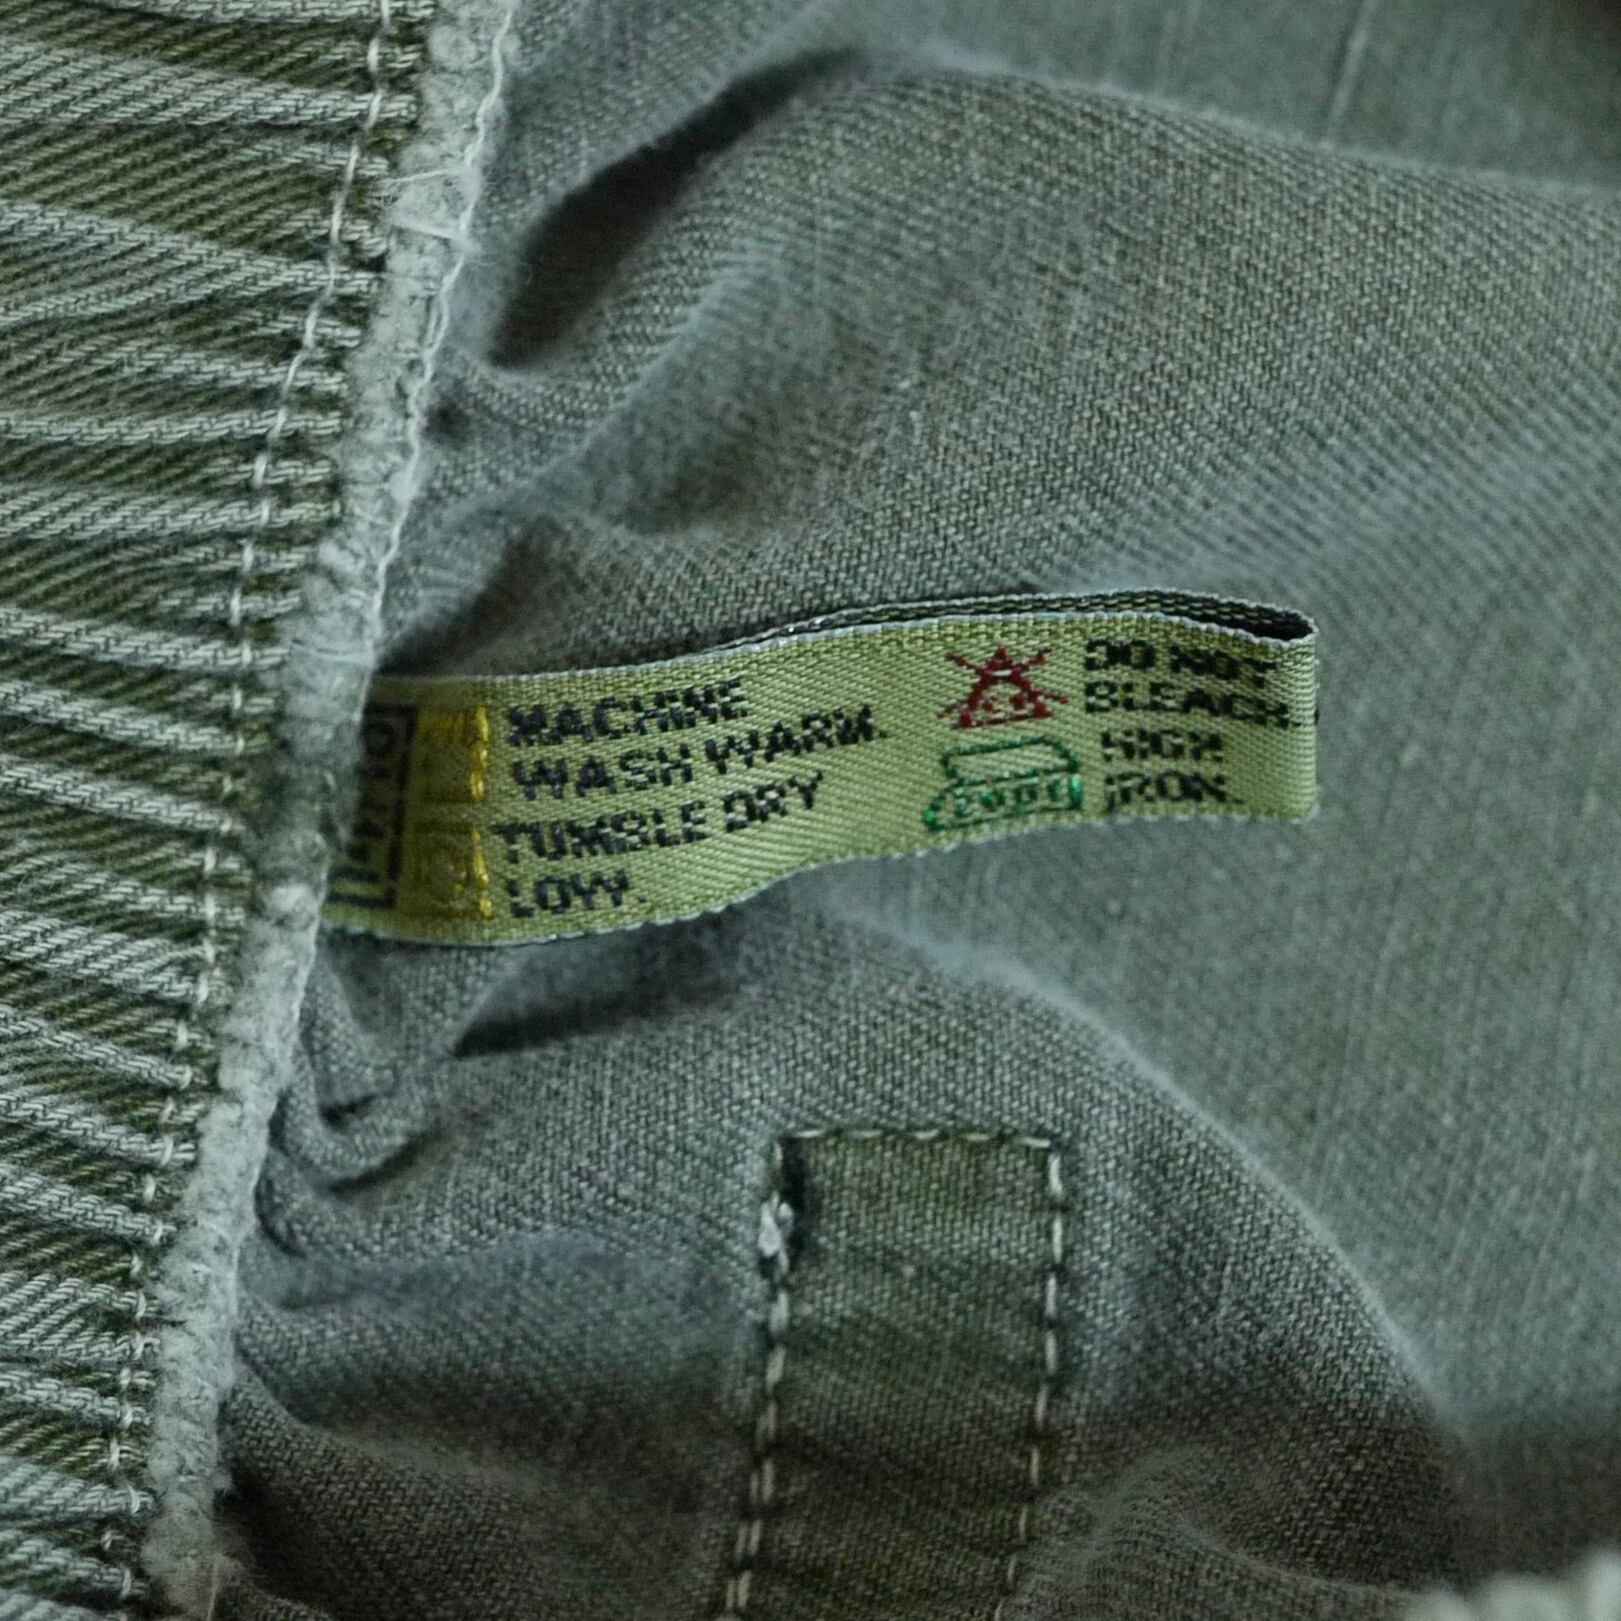 MACHINE
WASH WARM.
TUMBLE DRY
LOW.
DO NOT
BLEACH.
HIGH
IRON.